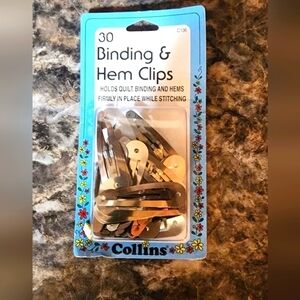 30
Binding &
Hem Clips
HOLDS QUILT BINDING AND HEMS
FIRMLY IN PLACE WHILE STITCHING
Collins